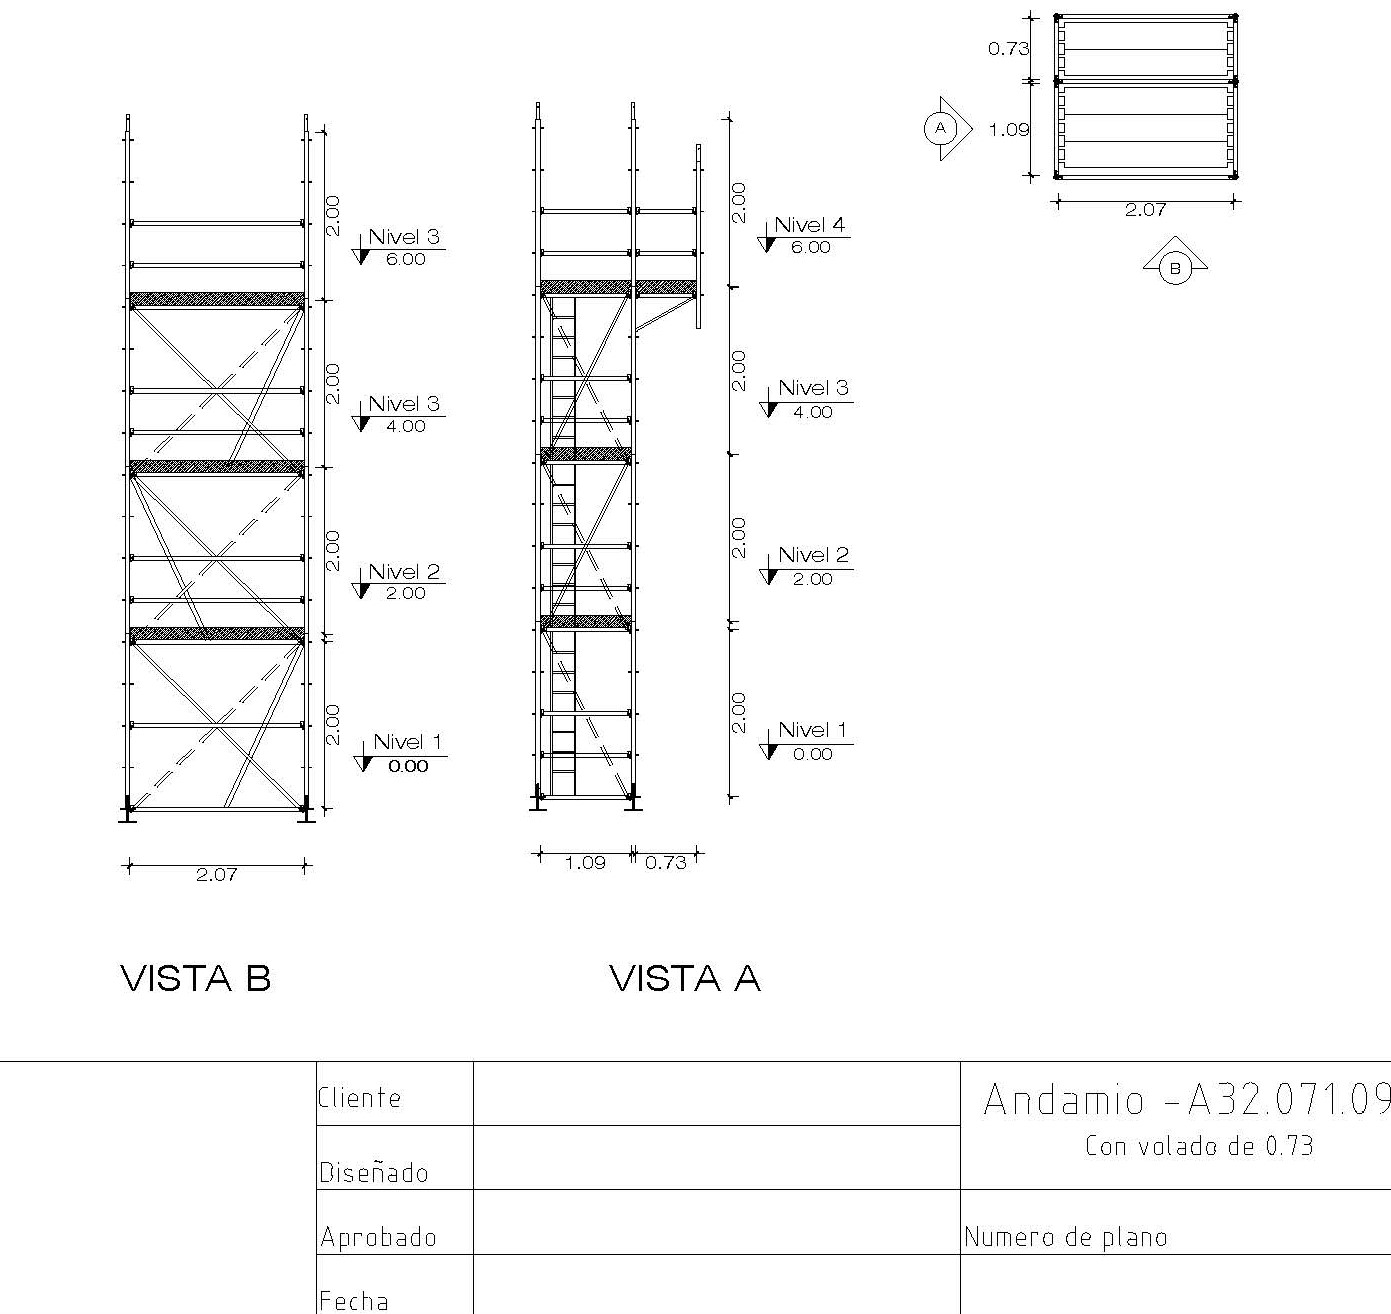 0.73
1.09
2.07
A
B
2.00
Nivel 3
6.00
2.00
Nivel 3
4.00
2.00
Nivel 2
2.00
2.00
Nivel 1
0.00
2.07
VISTA B
2.00
Nivel 4
6.00
2.00
Nivel 3
4.00
2.00
Nivel 2
2.00
2.00
Nivel 1
0.00
1.09
0.73
VISTA A
Cliente
Diseñado
Aprobado
Fecha
Andamio -A32.071.09
Con volado de 0.73
Numero de plano